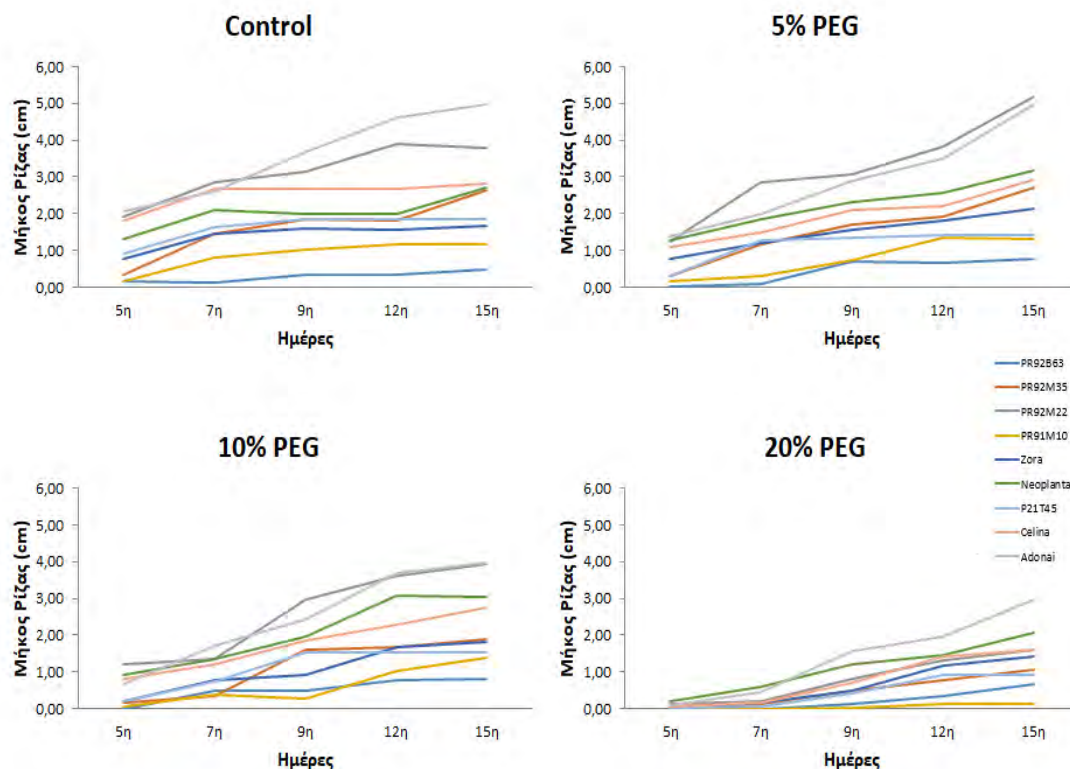 Control
Μήκος Ρίζας (cm)
6,00
5,00
4,00
3,00
2,00
1,00
0,00
5η 7η 9η 12η 15η
Ημέρες
5% PEG
Μήκος Ρίζας (cm)
6,00
5,00
4,00
3,00
2,00
1,00
0,00
5η 7η 9η 12η 15η
Ημέρες
PR92B63
PR92M35
PR92M22
PR91M10
Zora
Neoplanta
P21T45
Celina
Adonai
10% PEG
Μήκος Ρίζας (cm)
6,00
5,00
4,00
3,00
2,00
1,00
0,00
5η 7η 9η 12η 15η
Ημέρες
20% PEG
Μήκος Ρίζας (cm)
6,00
5,00
4,00
3,00
2,00
1,00
0,00
5η 7η 9η 12η 15η
Ημέρες